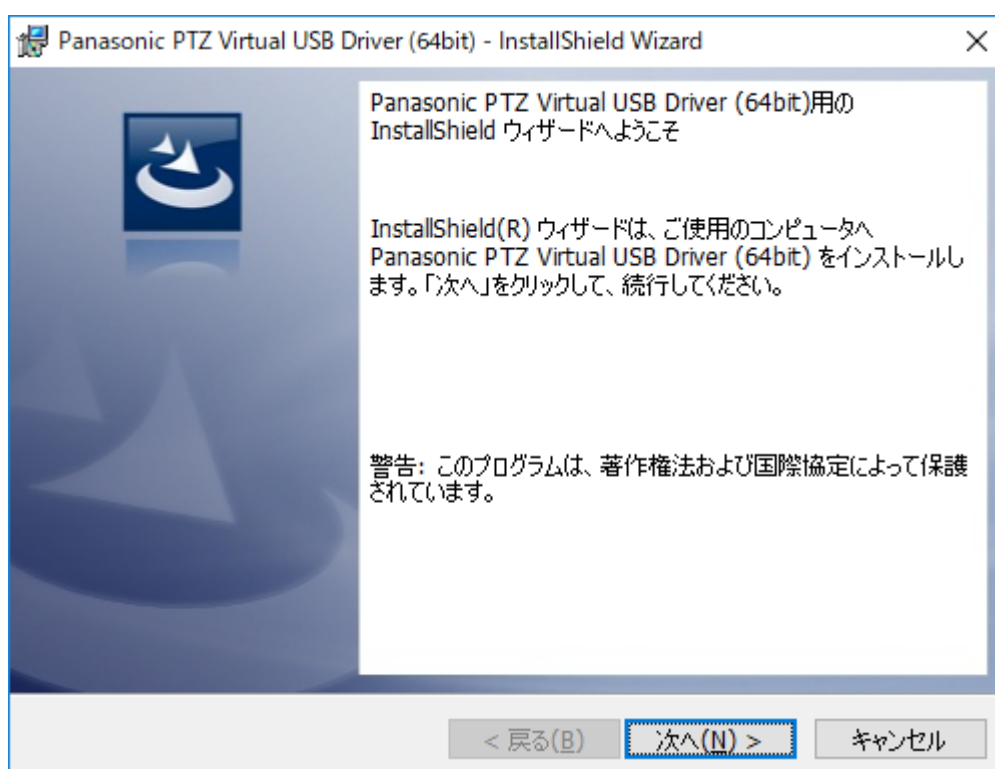 Panasonic PTZ Virtual USB Driver (64bit) - InstallShield Wizard
Panasonic PTZ Virtual USB Driver (64bit)用の
InstallShield ウィザードへようこそ
InstallShield(R) ウィザードは、ご使用のコンピュータへ
Panasonic PTZ Virtual USB Driver (64bit) をインストールし
ます。「次へ」をクリックして、続行してください。
警告: このプログラムは、著作権法および国際協定によって保護
されています。
< 戻る(B)
次へ(N) >
キャンセル